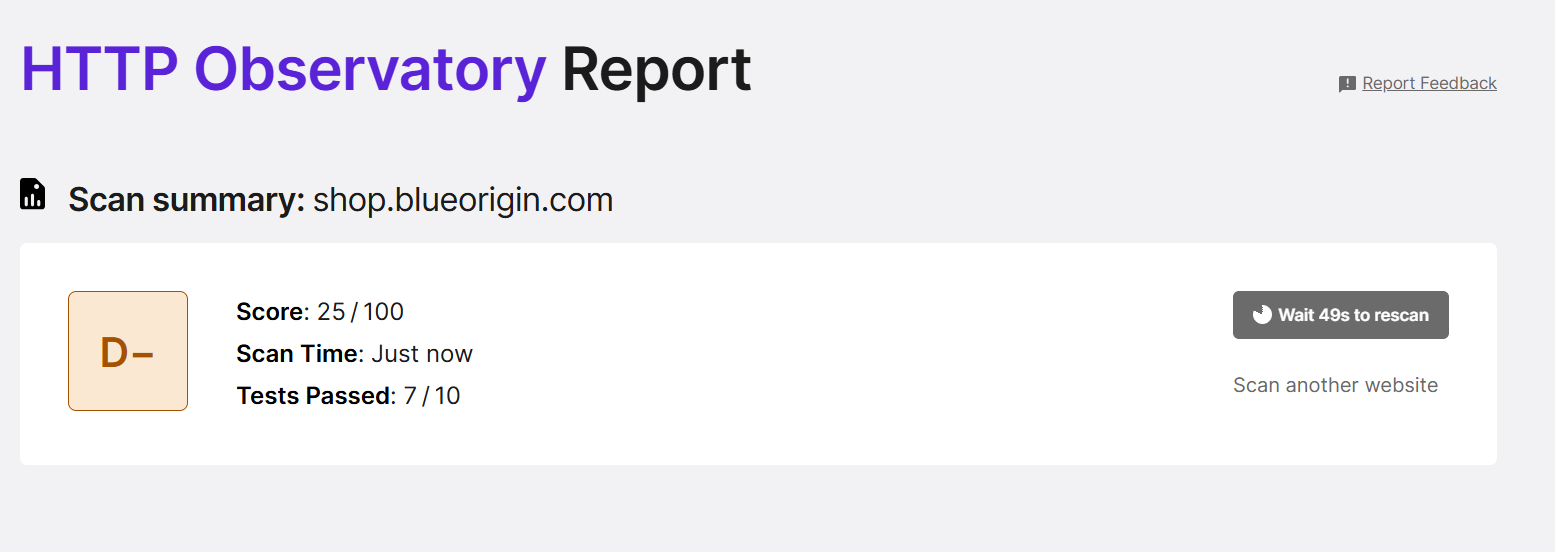 HTTP Observatory Report
Report Feedback
Scan summary: shop.blueorigin.com
D–
Score: 25 / 100
Scan Time: Just now
Tests Passed: 7 / 10
Wait 49s to rescan
Scan another website